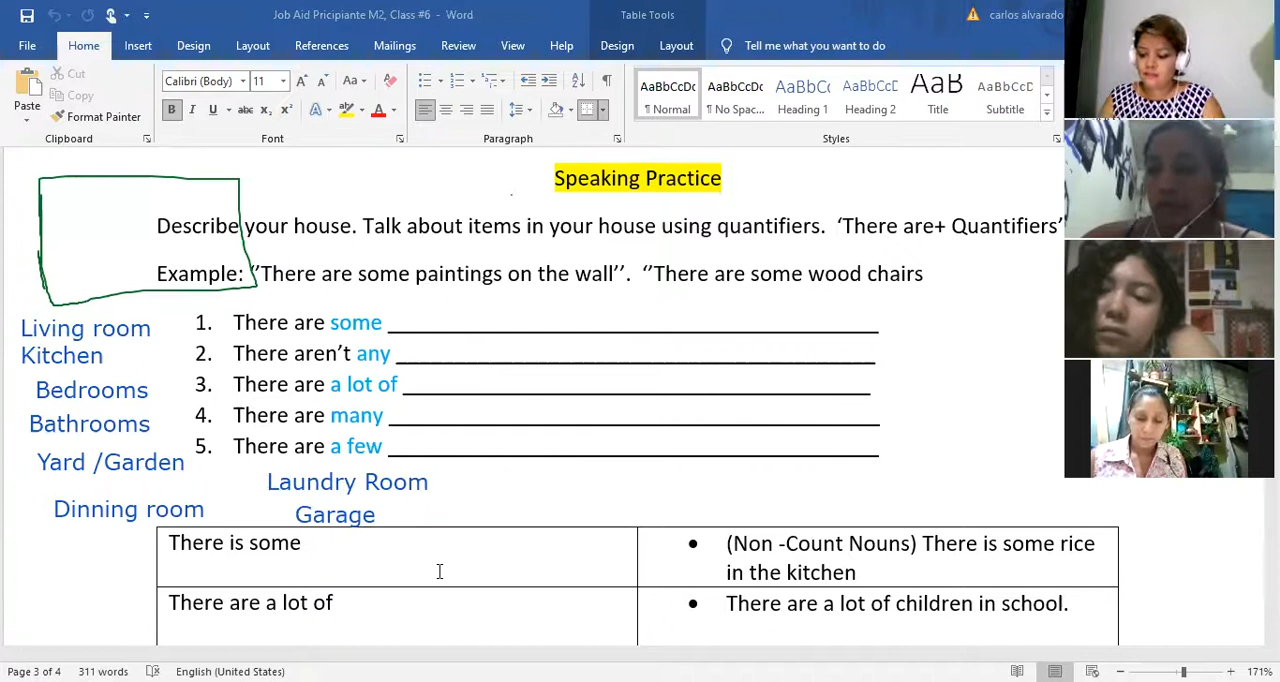 Job Aid Pricipiante M2, Class #6 - Word
Table Tools
carlos alvarado
File Home Insert Design Layout References Mailings Review View Help Design Layout Tell me what you want to do
Paste
Cut
Copy
Format Painter
Calibri (Body) 11
AaBbCcDc AaBbCcDc AaBbCc AaBbCcD AaB AaBbCcD
¶ Normal ¶ No Spac... Heading 1 Heading 2 Title Subtitle
Clipboard Font Paragraph Styles
Speaking Practice
Describe your house. Talk about items in your house using quantifiers. ‘There are+ Quantifiers’
Example: ‘’There are some paintings on the wall’’. ‘’There are some wood chairs
Living room
Kitchen
Bedrooms
Bathrooms
Yard /Garden
Dinning room
1. There are some
2. There aren’t any
3. There are a lot of
4. There are many
5. There are a few
Laundry Room
Garage
There is some
• (Non -Count Nouns) There is some rice
in the kitchen
There are a lot of
• There are a lot of children in school.
Page 3 of 4 311 words English (United States) 171%